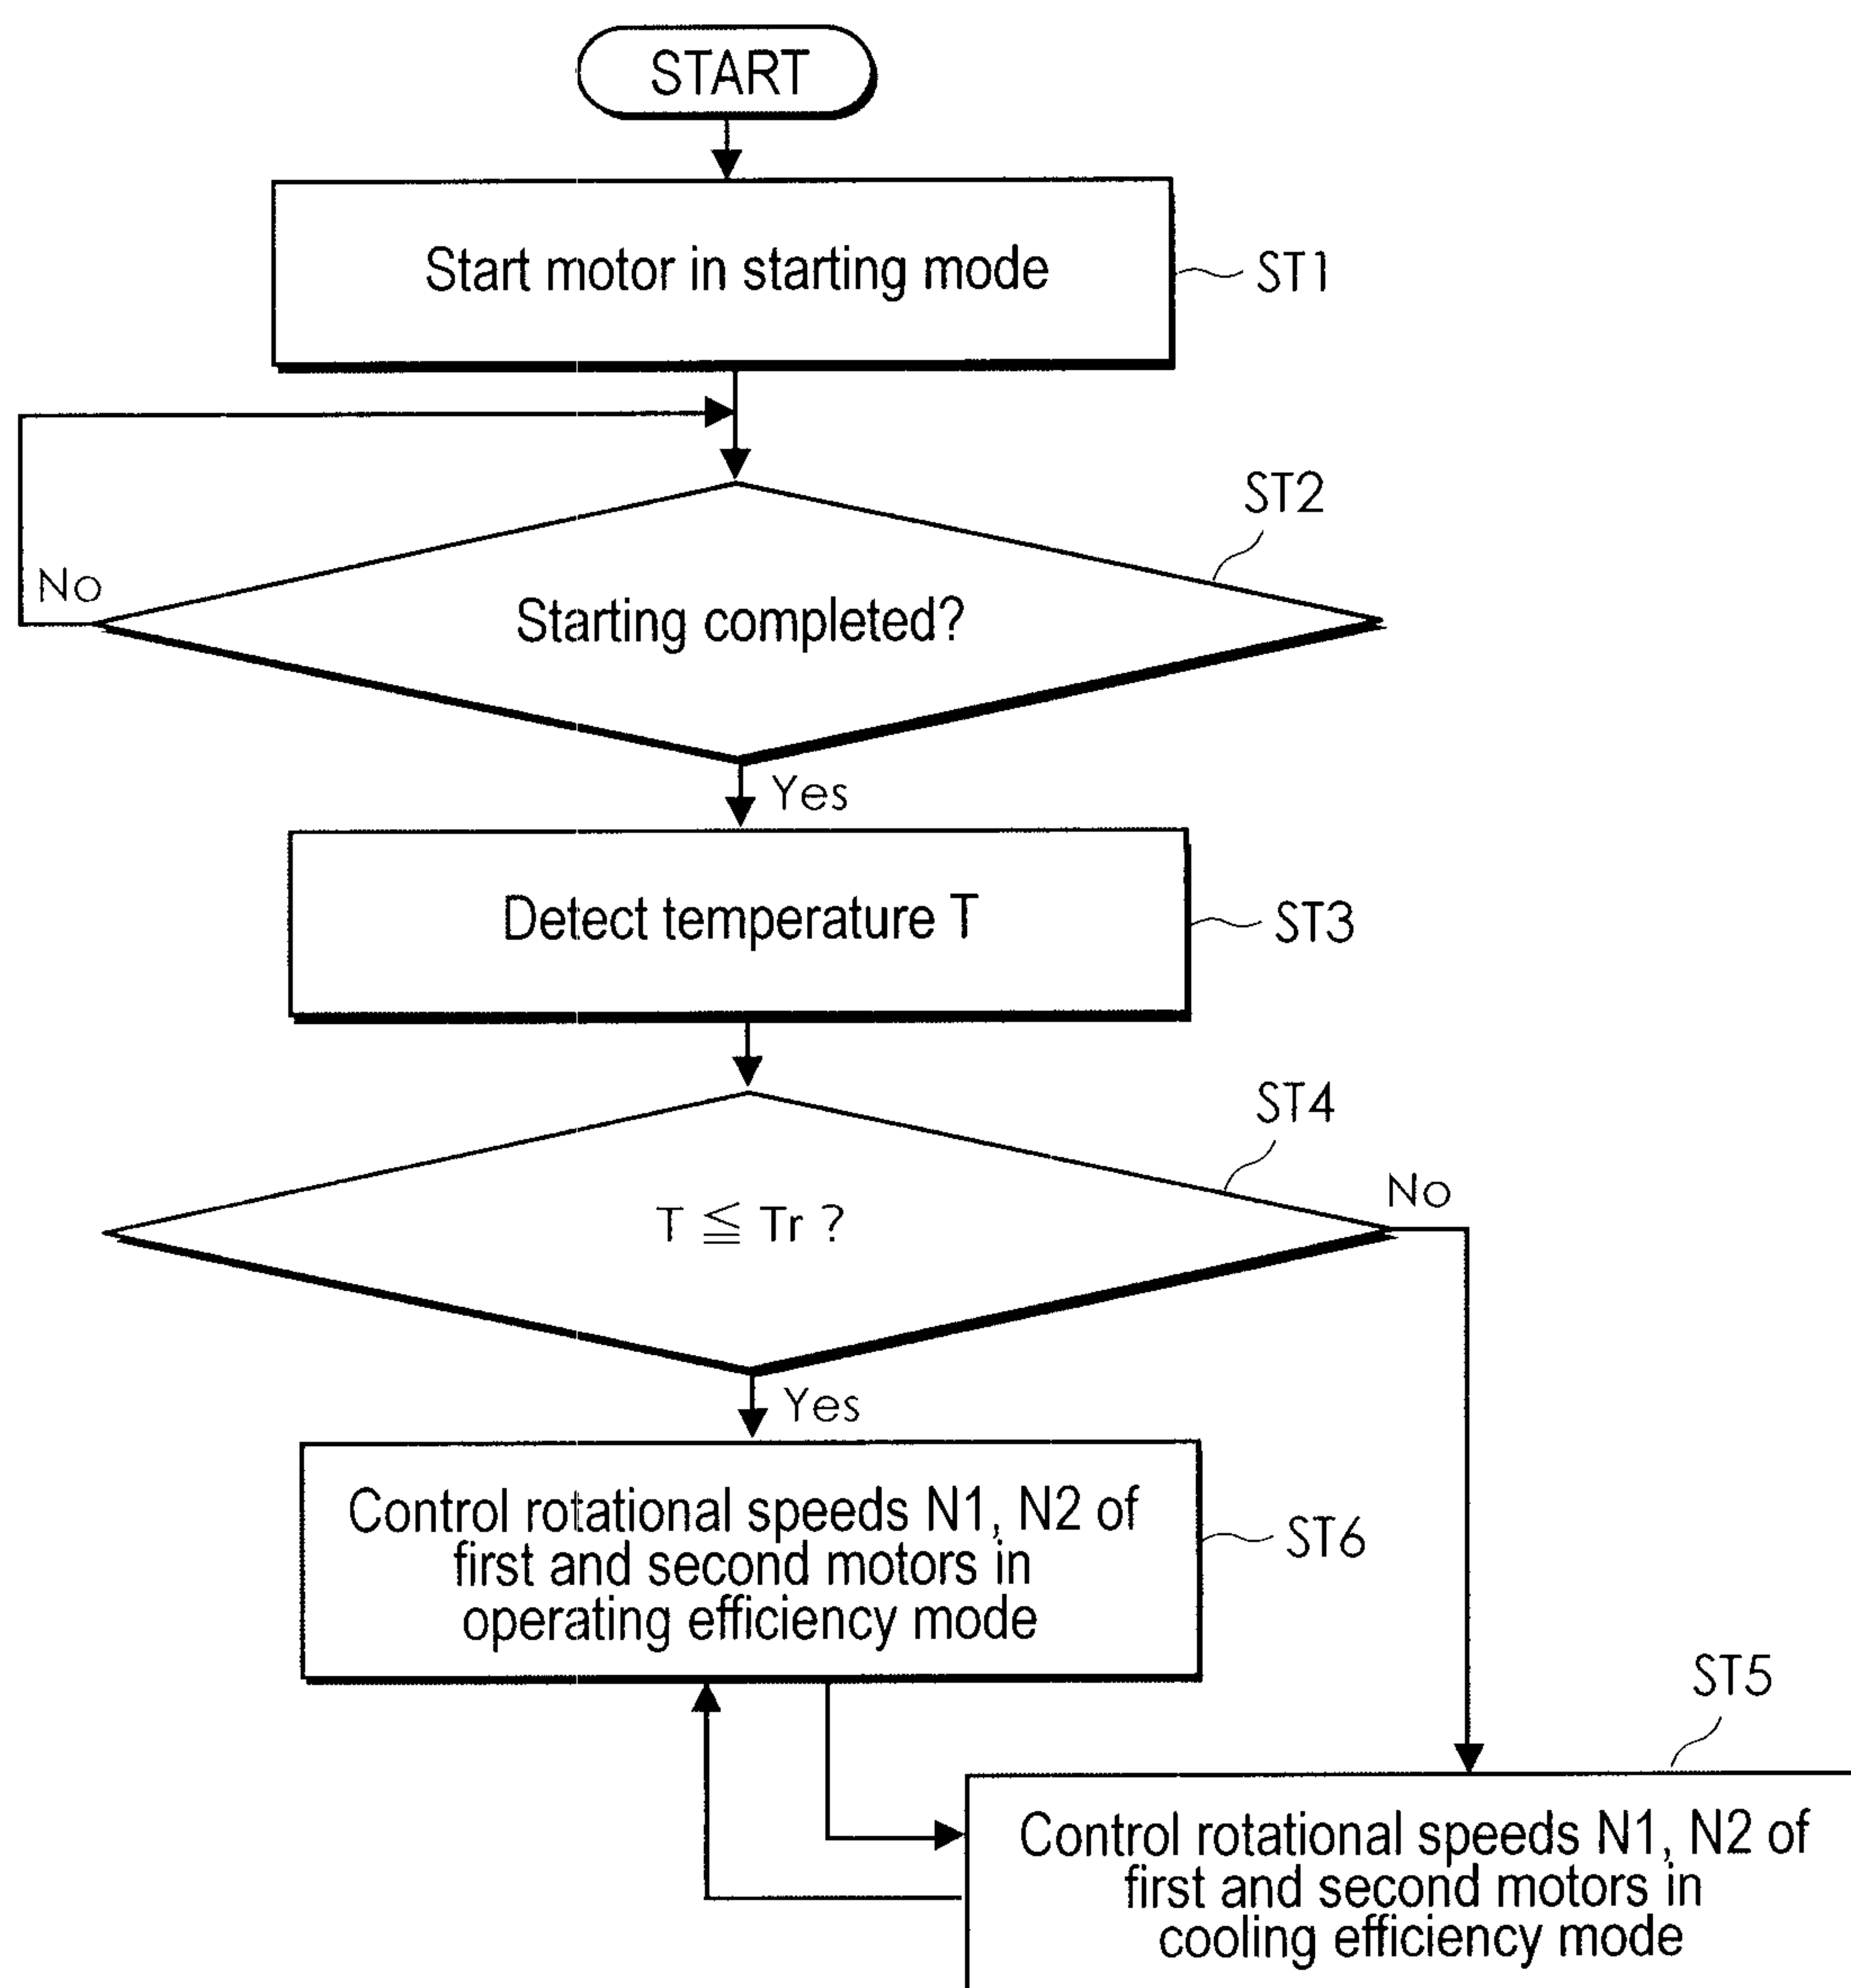 START
Start motor in starting mode
ST1
ST2
No
Starting completed?
Yes
Detect temperature T
ST3
ST4
No
T ≦ Tr ?
Yes
Control rotational speeds N1, N2 of
first and second motors in
operating efficiency mode
ST6
ST5
Control rotational speeds N1, N2 of
first and second motors in
cooling efficiency mode